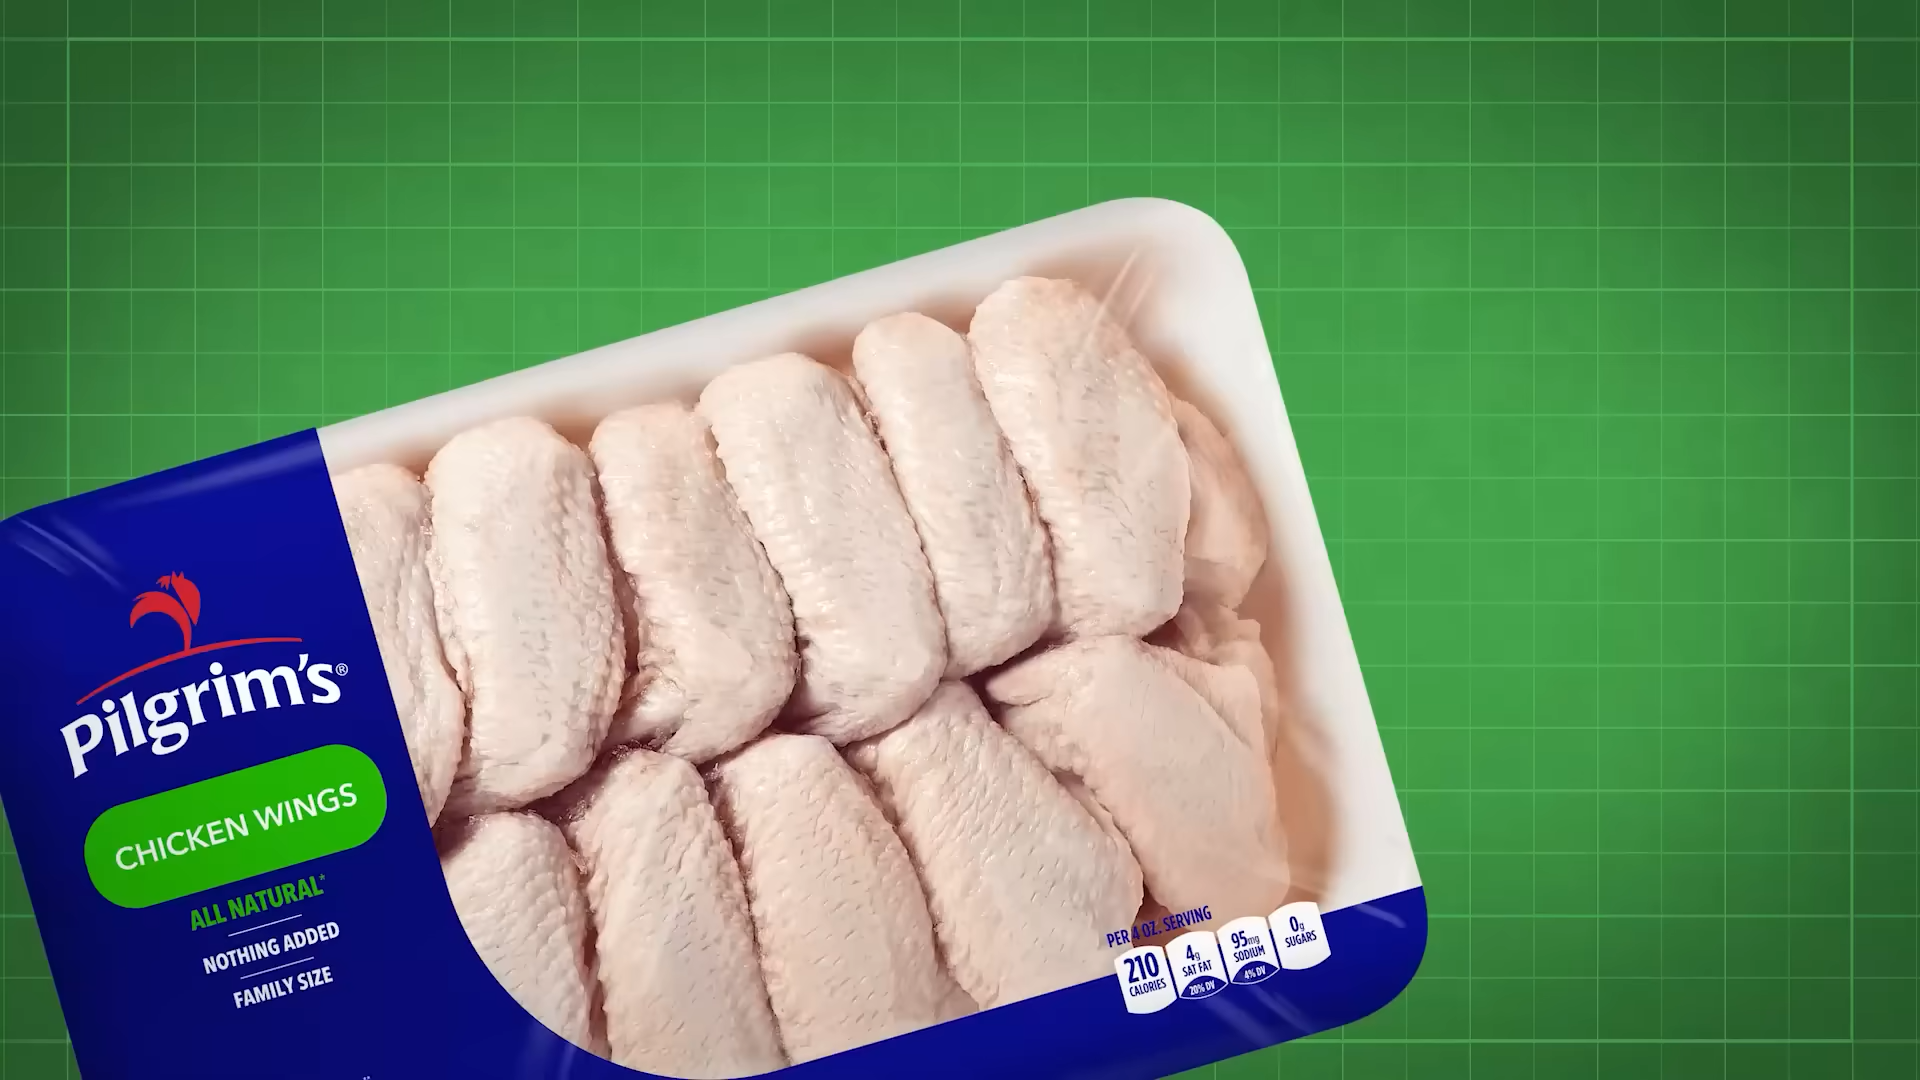 Pilgrim's®
CHICKEN WINGS
ALL NATURAL*
NOTHING ADDED
FAMILY SIZE
PER 4 OZ. SERVING
210
CALORIES
4g
SAT FAT
20% DV
95mg
SODIUM
4% DV
0g
SUGARS